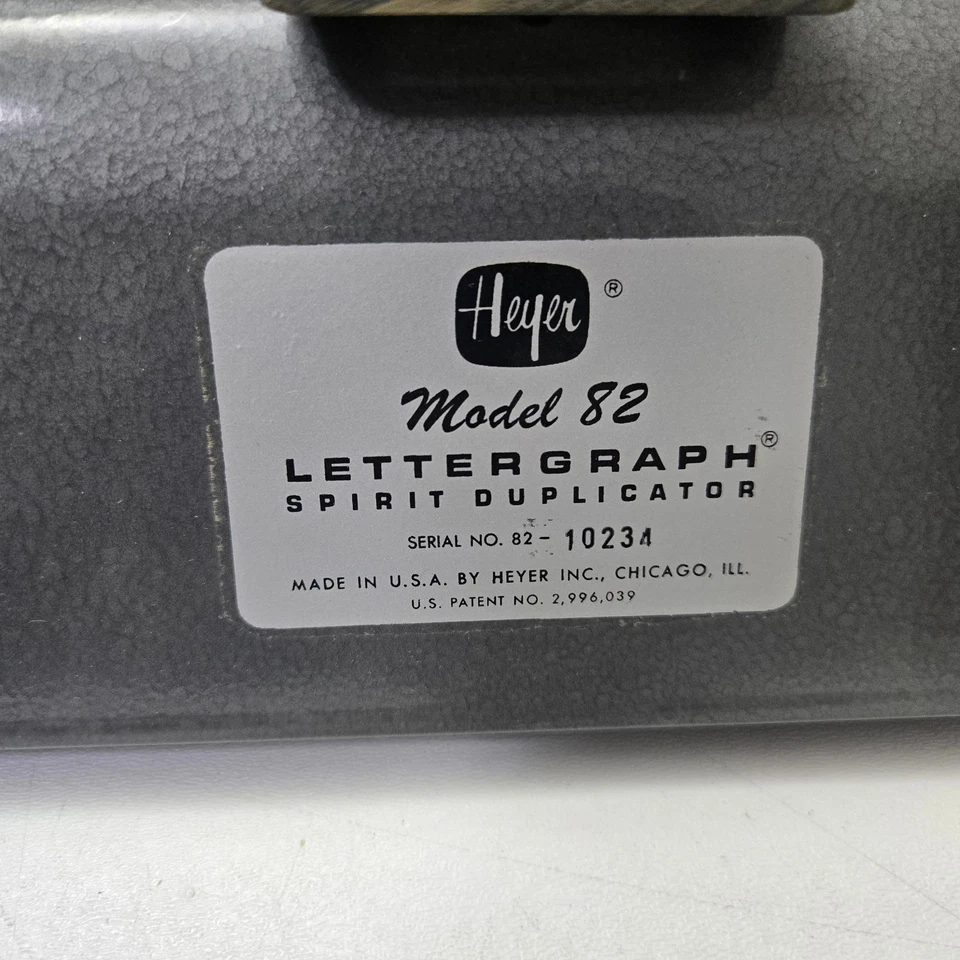 Heyer ®
Model 82
LETTERGRAPH®
SPIRIT DUPLICATOR
SERIAL NO. 82- 10234
MADE IN U.S.A. BY HEYER INC., CHICAGO, ILL.
U.S. PATENT NO. 2,996,039